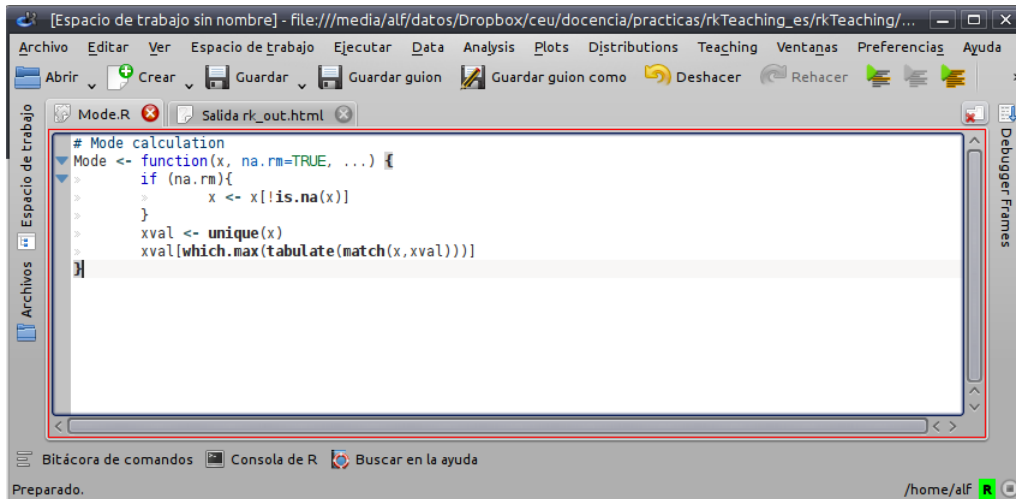 [Espacio de trabajo sin nombre] - file:///media/alf/datos/Dropbox/ceu/docencia/practicas/rkTeaching_es/rkTeaching/...
Archivo Editar Ver Espacio de trabajo Ejecutar Data Analysis Plots Distributions Teaching Ventanas Preferencias Ayuda
Abrir Crear Guardar Guardar guion Guardar guion como Deshacer Rehacer
Mode.R Salida rk_out.html
Espacio de trabajo
Archivos
# Mode calculation
Mode <- function(x, na.rm=TRUE, ...) {
if (na.rm){
x <- x[!is.na(x)]
}
xval <- unique(x)
xval[which.max(tabulate(match(x,xval)))]
}
Debugger Frames
Bitácora de comandos Consola de R Buscar en la ayuda
Preparado. /home/alf R